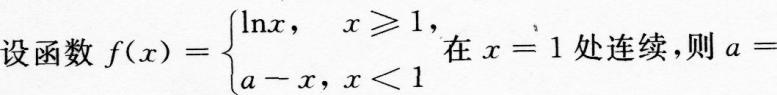 设函数 f(x) = { lnx, x ⩾ 1,
a − x, x < 1 在 x = 1 处连续,则 a =